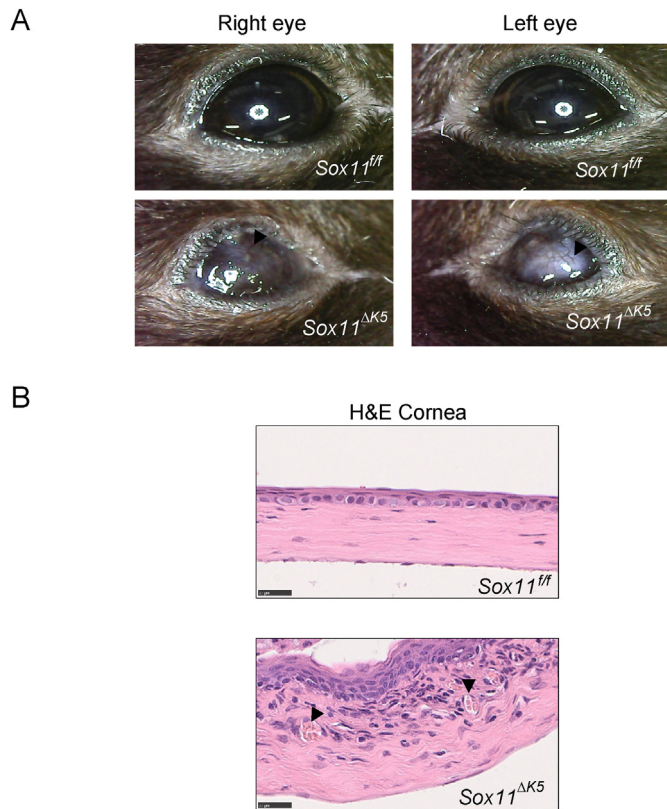 A
Right eye
Left eye
Sox11f/f
Sox11f/f
Sox11ΔK5
Sox11ΔK5
B
H&E Cornea
Sox11f/f
Sox11ΔK5